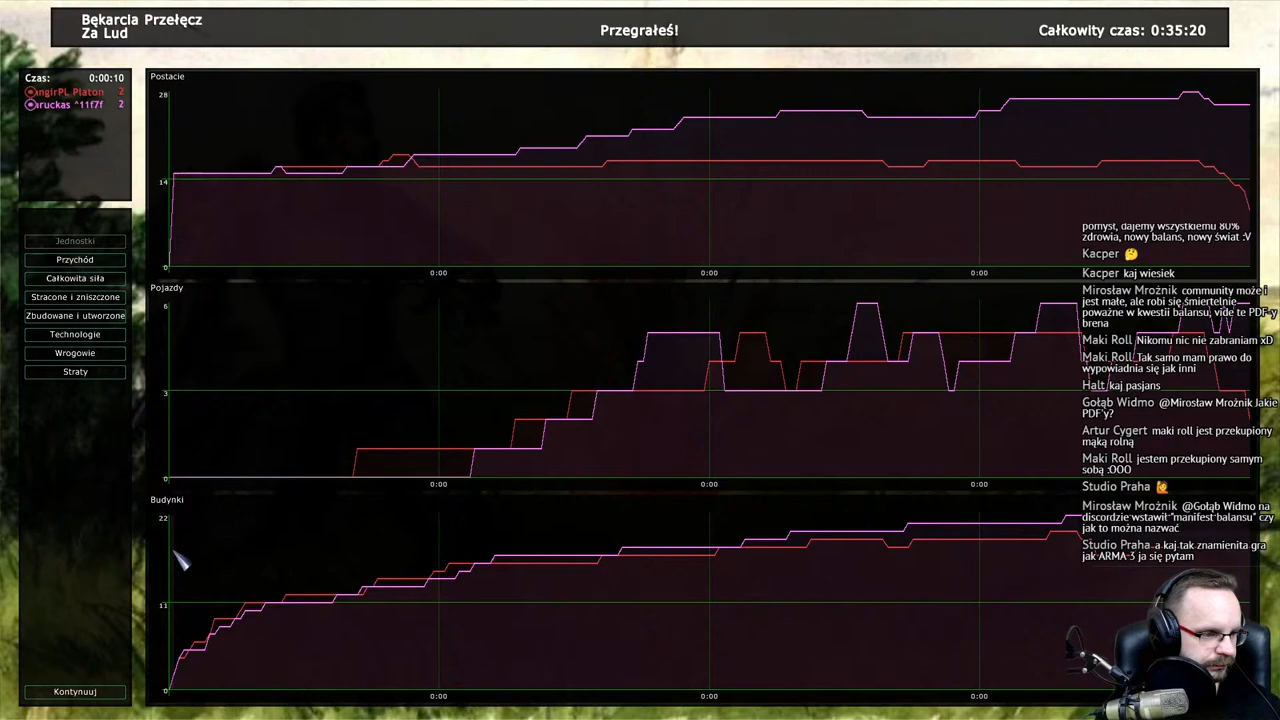 Bękarcia Przełęcz
Za Lud
Przegrałeś!
Całkowity czas: 0:35:20
Czas: 0:00:10
ngirPL Platon 2
ruckas ^11f7f 2
Jednostki
Przychód
Całkowita siła
Stracone i zniszczone
Zbudowane i utworzone
Technologie
Wrogowie
Straty
Kontynuuj
Postacie
28
14
0
0:00
0:00
0:00
Pojazdy
6
3
0
0:00
0:00
0:00
Budynki
22
11
0
0:00
0:00
0:00
pomysł, dajemy wszystkiemu 80%
zdrowia, nowy balans, nowy świat :V
Kacper 🤔
Kacper kaj wiesiek
Mirosław Mrożnik community może i
jest małe, ale robi się śmiertelnie
poważne w kwestii balansu, vide te PDF-y
brena
Maki Roll Nikomu nic nie zabraniam xD
Maki Roll Tak samo mam prawo do
wypowiadnia się jak inni
Halt kaj pasjans
Gołąb Widmo @Mirosław Mrożnik Jakie
PDF'y?
Artur Cygert maki roll jest przekupiony
mąką rolną
Maki Roll jestem przekupiony samym
sobą :OOO
Studio Praha 🙋
Mirosław Mrożnik @Gołąb Widmo na
discordzie wstawił "manifest balansu" czy
jak to można nazwać
Studio Praha a kaj tak znamienita gra
jak ARMA 3 ja się pytam